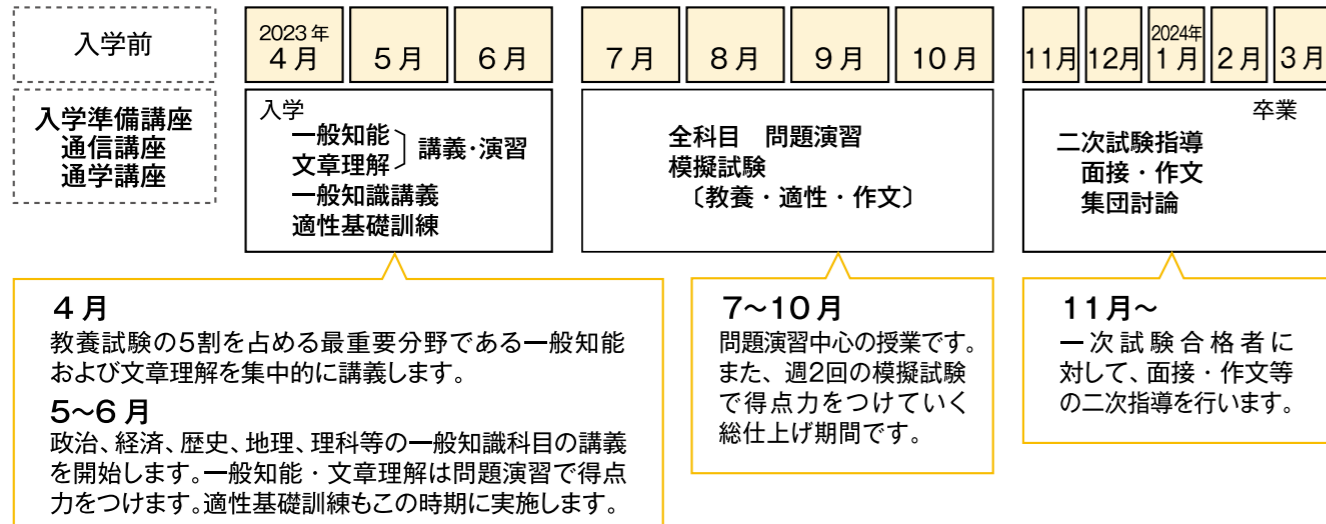 入学前
2023年
4月
5月
6月
7月
8月
9月
10月
11月
12月
2024年
1月
2月
3月
入学準備講座
通信講座
通学講座
入学
一般知能
文章理解
講義・演習
一般知識講義
適性基礎訓練
全科目　問題演習
模擬試験
〔教養・適性・作文〕
卒業
二次試験指導
面接・作文
集団討論
4月
教養試験の5割を占める最重要分野である一般知能
および文章理解を集中的に講義します。
5〜6月
政治、経済、歴史、地理、理科等の一般知識科目の講義
を開始します。一般知能・文章理解は問題演習で得点
力をつけます。適性基礎訓練もこの時期に実施します。
7〜10月
問題演習中心の授業です。
また、週2回の模擬試験
で得点力をつけていく
総仕上げ期間です。
11月〜
一次試験合格者に
対して、面接・作文等
の二次指導を行います。